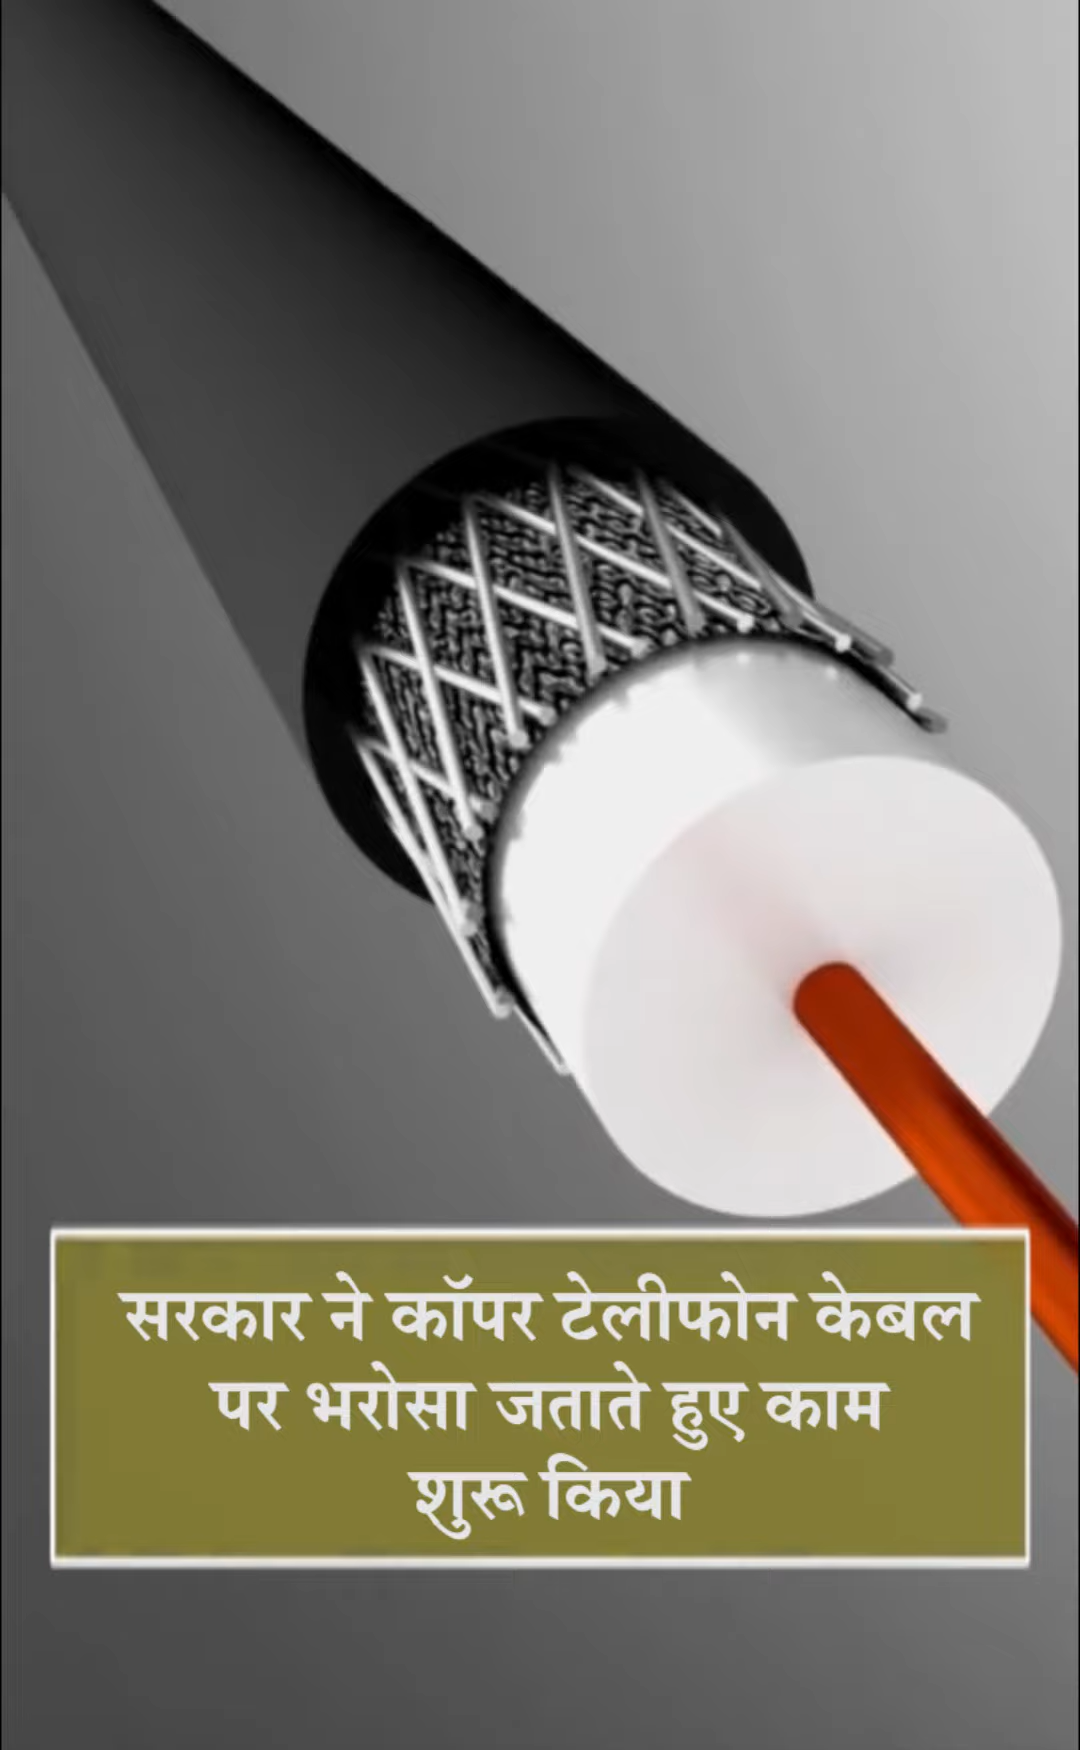 सरकार ने कॉपर टेलीफोन केबल
पर भरोसा जताते हुए काम
शुरू किया